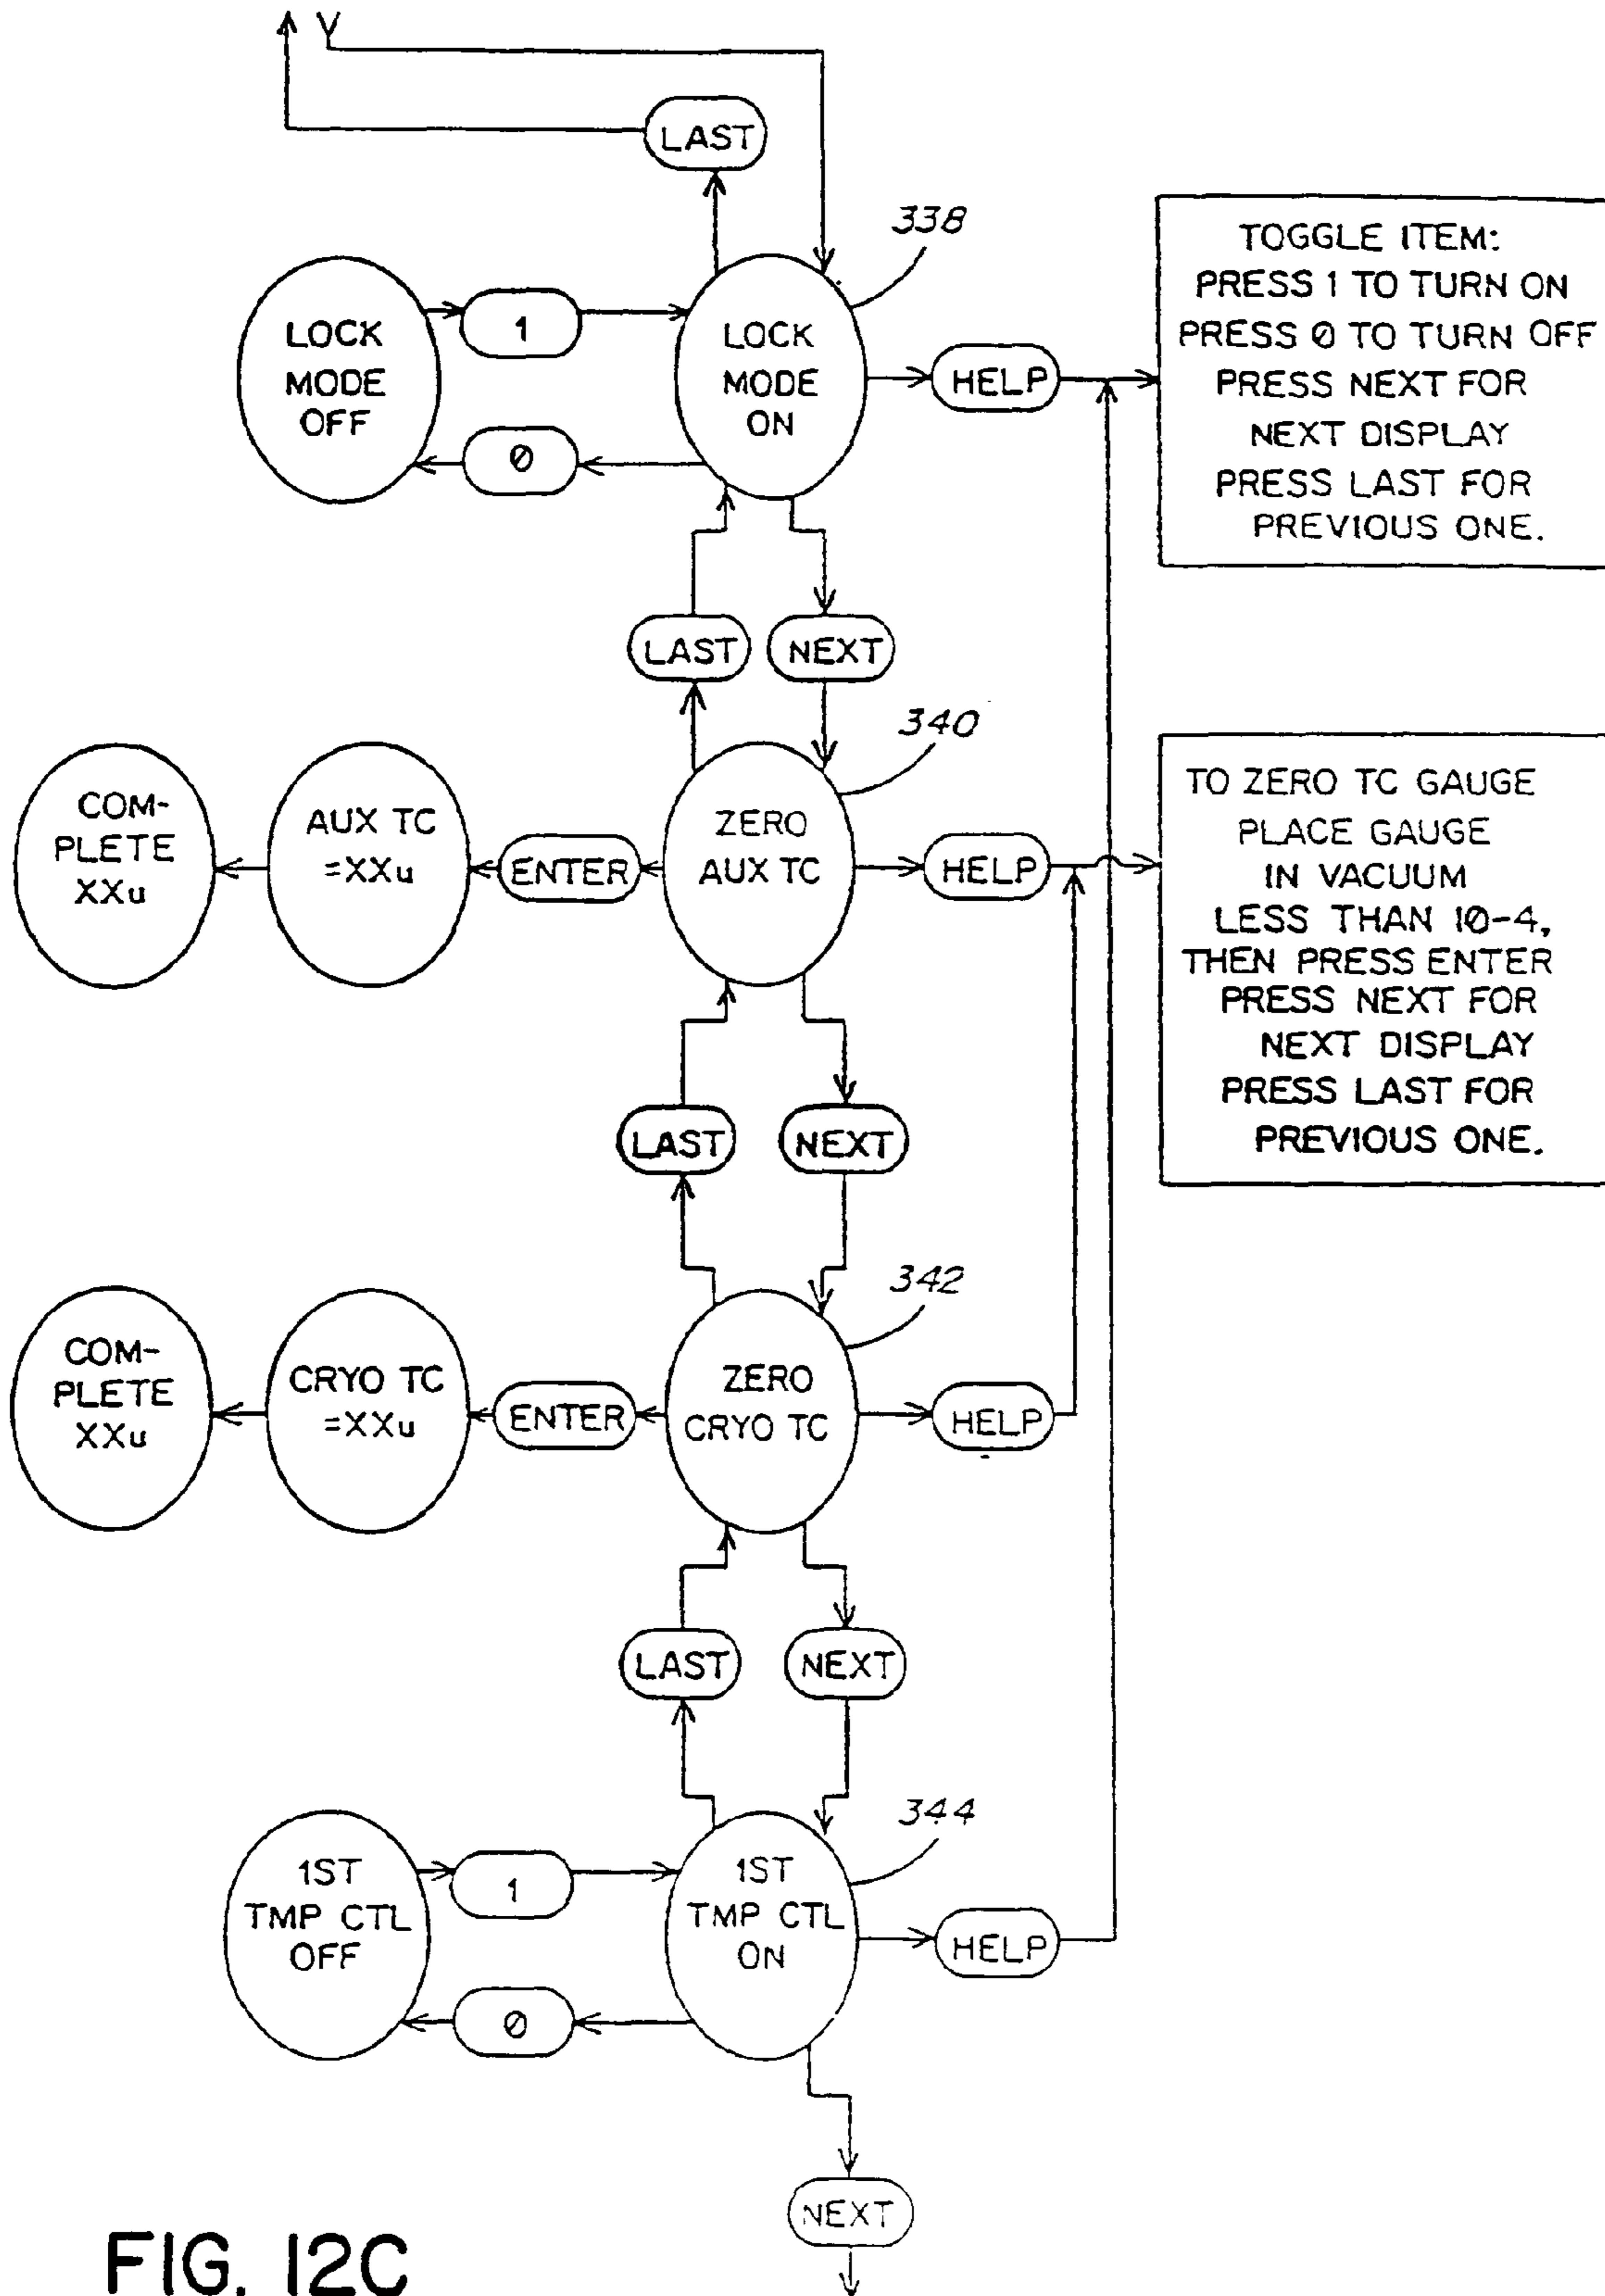 V
LAST
338
LOCK
MODE
OFF
1
0
LOCK
MODE
ON
HELP
TOGGLE ITEM:
PRESS 1 TO TURN ON
PRESS 0 TO TURN OFF
PRESS NEXT FOR
NEXT DISPLAY
PRESS LAST FOR
PREVIOUS ONE.
LAST
NEXT
340
COM-
PLETE
XXu
AUX TC
=XXu
ENTER
ZERO
AUX TC
HELP
TO ZERO TC GAUGE
PLACE GAUGE
IN VACUUM
LESS THAN 10-4,
THEN PRESS ENTER
PRESS NEXT FOR
NEXT DISPLAY
PRESS LAST FOR
PREVIOUS ONE.
LAST
NEXT
342
COM-
PLETE
XXu
CRYO TC
=XXu
ENTER
ZERO
CRYO TC
HELP
LAST
NEXT
344
1ST
TMP CTL
OFF
1
0
1ST
TMP CTL
ON
HELP
NEXT
FIG. 12C